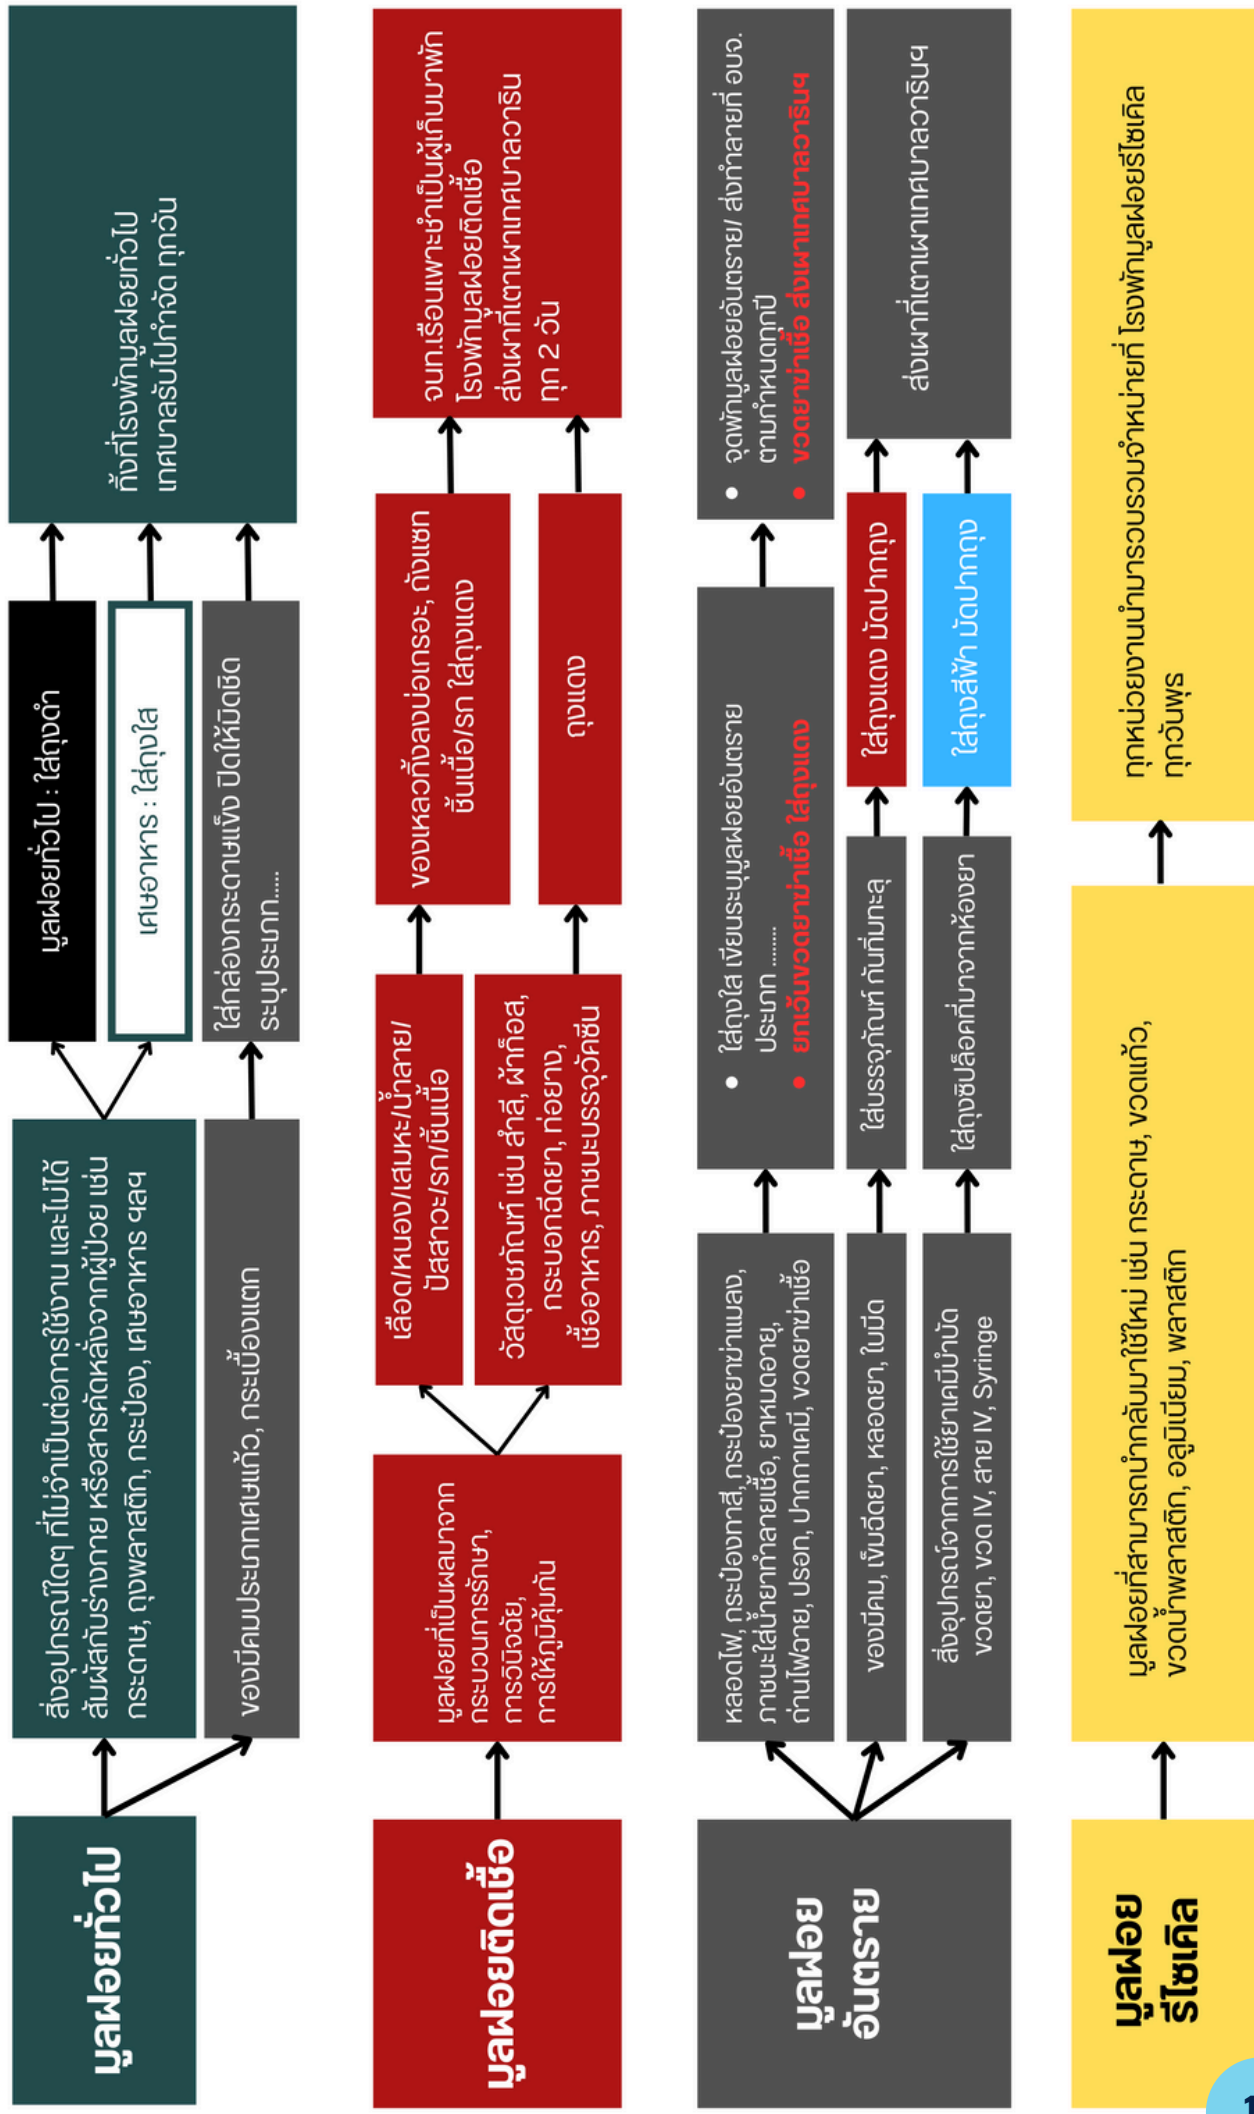 มูลฝอยทั่วไป
สิ่งอุปกรณ์ใดๆ ที่ไม่จำเป็นต่อการใช้งาน และไม่ได้
สัมผัสกับร่างกาย หรือสารคัดหลั่งจากผู้ป่วย เช่น
กระดาษ, ถุงพลาสติก, กระป๋อง, เศษอาหาร ฯลฯ
ของมีคมประเภทเศษแก้ว, กระเบื้องแตก
มูลฝอยทั่วไป : ใส่ถุงดำ
เศษอาหาร : ใส่ถุงใส
ใส่กล่องกระดาษแข็ง ปิดให้มิดชิด
ระบุประเภท.....
ทิ้งที่โรงพักมูลฝอยทั่วไป
เทศบาลรับไปกำจัด ทุกวัน
มูลฝอยติดเชื้อ
มูลฝอยที่เป็นผลมาจาก
กระบวนการรักษา,
การวินิจฉัย,
การให้ภูมิคุ้มกัน
เลือด/หนอง/เสมหะ/น้ำลาย/
ปัสสาวะ/รก/ชิ้นเนื้อ
วัสดุเวชภัณฑ์ เช่น สำลี, ผ้าก็อส,
กระบอกฉีดยา, ท่อยาง,
เชื้ออาหาร, ภาชนะบรรจุวัคซีน
ของเหลวทิ้งลงบ่อเกรอะ, ถังแซท
ชิ้นเนื้อ/รก ใส่ถุงแดง
ถุงแดง
จนท.เรือนเพาะชำเป็นผู้เก็บมาพัก
โรงพักมูลฝอยติดเชื้อ
ส่งเผาที่เตาเผาเทศบาลวาริน
ทุก 2 วัน
มูลฝอย
อันตราย
หลอดไฟ, กระป๋องทาสี, กระป๋องยาฆ่าแมลง,
ภาชนะใส่น้ำยาทำลายเชื้อ, ยาหมดอายุ,
ถ่านไฟฉาย, ปรอท, ปากกาเคมี, ขวดยาฆ่าเชื้อ
ของมีคม, เข็มฉีดยา, หลอดยา, ใบมีด
สิ่งอุปกรณ์จากการใช้ยาเคมีบำบัด
ขวดยา, ขวด IV, สาย IV, Syringe
• ใส่ถุงใส เขียนระบุมูลฝอยอันตราย
ประเภท ........
• ยกเว้นขวดยาฆ่าเชื้อ ใส่ถุงแดง
ใส่บรรจุภัณฑ์ กันทิ่มทะลุ
ใส่ถุงซิปล็อคที่มาจากห้องยา
ใส่ถุงแดง มัดปากถุง
ใส่ถุงสีฟ้า มัดปากถุง
• จุดพักมูลฝอยอันตราย/ ส่งทำลายที่ อบจ.
ตามกำหนดทุกปี
• ขวดยาฆ่าเชื้อ ส่งเผาเทศบาลวารินฯ
ส่งเผาที่เตาเผาเทศบาลวารินฯ
มูลฝอย
รีไซเคิล
มูลฝอยที่สามารถนำกลับมาใช้ใหม่ เช่น กระดาษ, ขวดแก้ว,
ขวดน้ำพลาสติก, อลูมิเนียม, พลาสติก
ทุกหน่วยงานนำมารวบรวมจำหน่ายที่ โรงพักมูลฝอยรีไซเคิล
ทุกวันพุธ